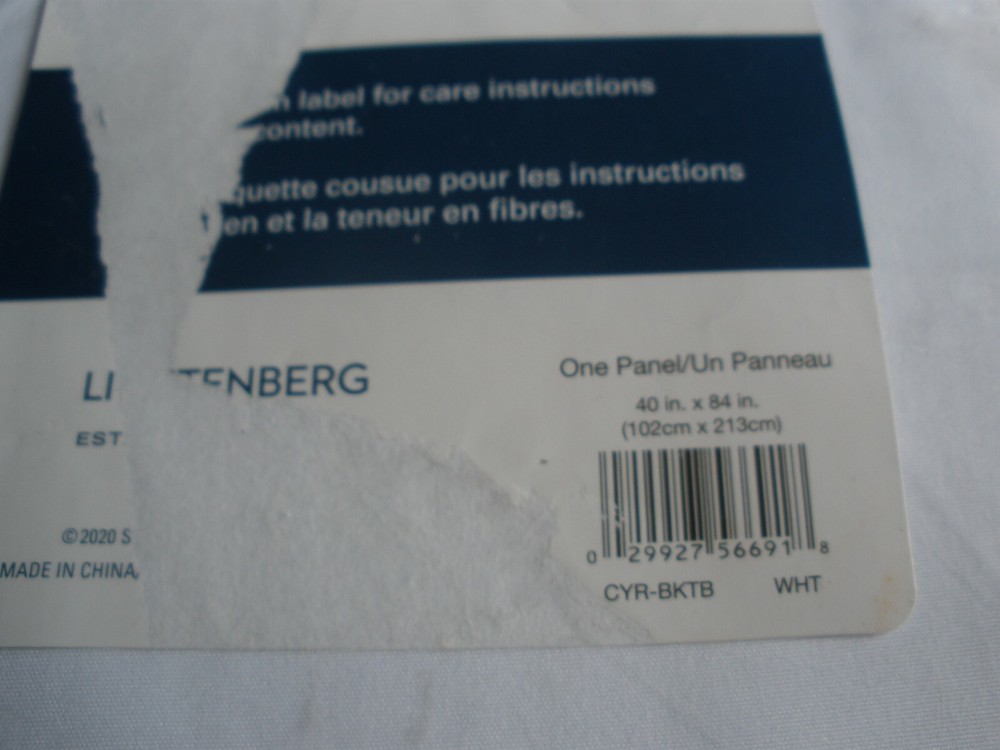 label for care instructions
content.
cousue pour les instructions
en et la teneur en fibres.
LI TENBERG
EST
©2020 S
MADE IN CHINA,
One Panel/Un Panneau
40 in. x 84 in.
(102cm x 213cm)
0 29927 56691 8
CYR-BKTB WHT